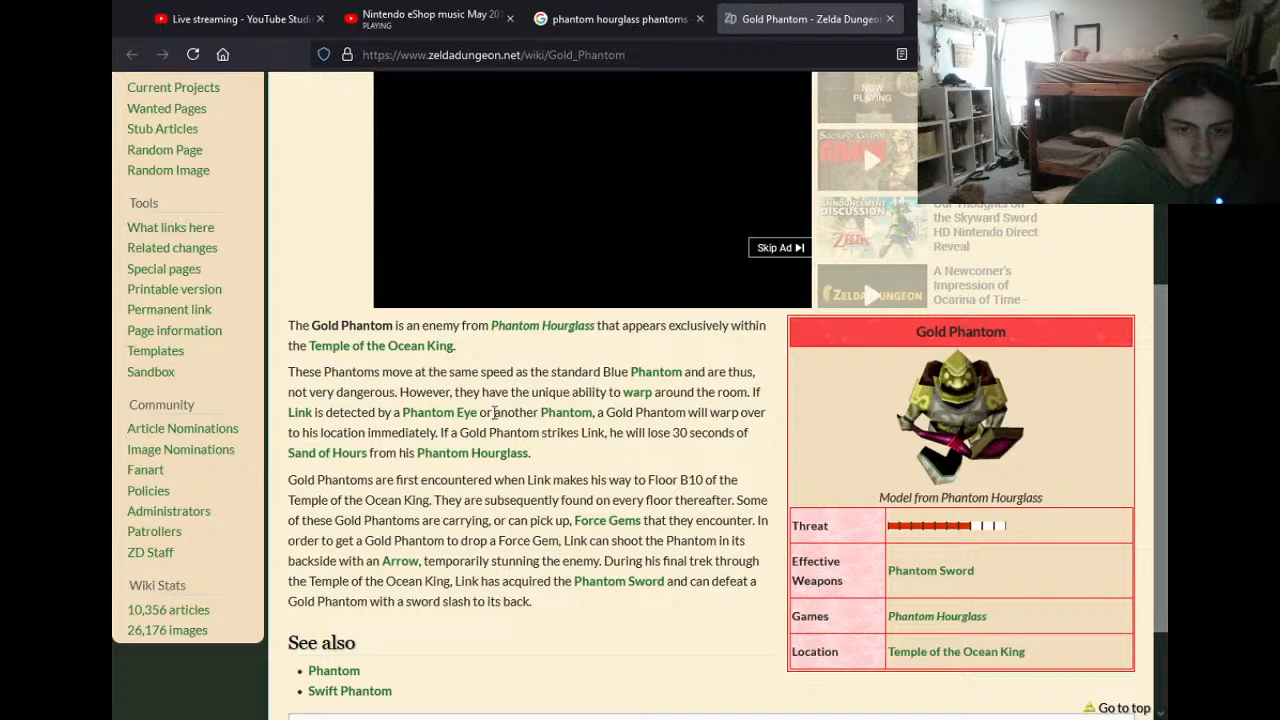 Live streaming - YouTube Studi
Nintendo eShop music May 201
PLAYING
phantom hourglass phantoms -
Gold Phantom - Zelda Dungeo
https://www.zeldadungeon.net/wiki/Gold_Phantom
Current Projects
Wanted Pages
Stub Articles
Random Page
Random Image
Tools
What links here
Related changes
Special pages
Printable version
Permanent link
Page information
Templates
Sandbox
Community
Article Nominations
Image Nominations
Fanart
Policies
Administrators
Patrollers
ZD Staff
Wiki Stats
10,356 articles
26,176 images
Skip Ad
NOW
PLAYING
Sacred Grove
ANNOUNCEMENT
DISCUSSION
Our Thoughts on
the Skyward Sword
HD Nintendo Direct
Reveal
ZELDA DUNGEON
A Newcomer's
Impression of
Ocarina of Time -
The Gold Phantom is an enemy from Phantom Hourglass that appears exclusively within
the Temple of the Ocean King.
These Phantoms move at the same speed as the standard Blue Phantom and are thus,
not very dangerous. However, they have the unique ability to warp around the room. If
Link is detected by a Phantom Eye or another Phantom, a Gold Phantom will warp over
to his location immediately. If a Gold Phantom strikes Link, he will lose 30 seconds of
Sand of Hours from his Phantom Hourglass.
Gold Phantoms are first encountered when Link makes his way to Floor B10 of the
Temple of the Ocean King. They are subsequently found on every floor thereafter. Some
of these Gold Phantoms are carrying, or can pick up, Force Gems that they encounter. In
order to get a Gold Phantom to drop a Force Gem, Link can shoot the Phantom in its
backside with an Arrow, temporarily stunning the enemy. During his final trek through
the Temple of the Ocean King, Link has acquired the Phantom Sword and can defeat a
Gold Phantom with a sword slash to its back.
See also
• Phantom
• Swift Phantom
Gold Phantom
Model from Phantom Hourglass
Threat
Effective
Weapons
Phantom Sword
Games
Phantom Hourglass
Location
Temple of the Ocean King
Go to top